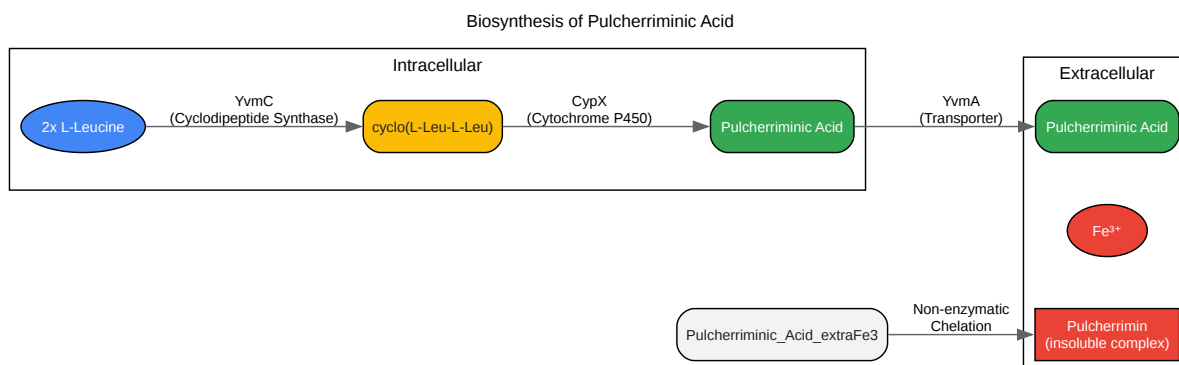 Biosynthesis of Pulcherriminic Acid
Intracellular
Extracellular
2x L-Leucine
YvmC
(Cyclodipeptide Synthase)
cyclo(L-Leu-L-Leu)
CypX
(Cytochrome P450)
Pulcherriminic Acid
YvmA
(Transporter)
Pulcherriminic Acid
Fe³⁺
Pulcherriminic_Acid_extraFe3
Non-enzymatic
Chelation
Pulcherrimin
(insoluble complex)